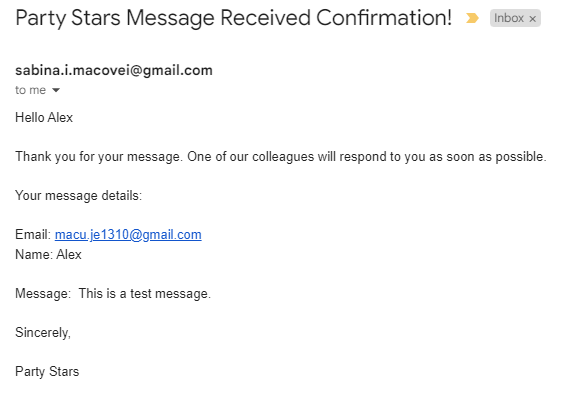 Party Stars Message Received Confirmation!
Inbox ×
sabina.i.macovei@gmail.com
to me
Hello Alex
Thank you for your message. One of our colleagues will respond to you as soon as possible.
Your message details:
Email: macu.je1310@gmail.com
Name: Alex
Message:  This is a test message.
Sincerely,
Party Stars